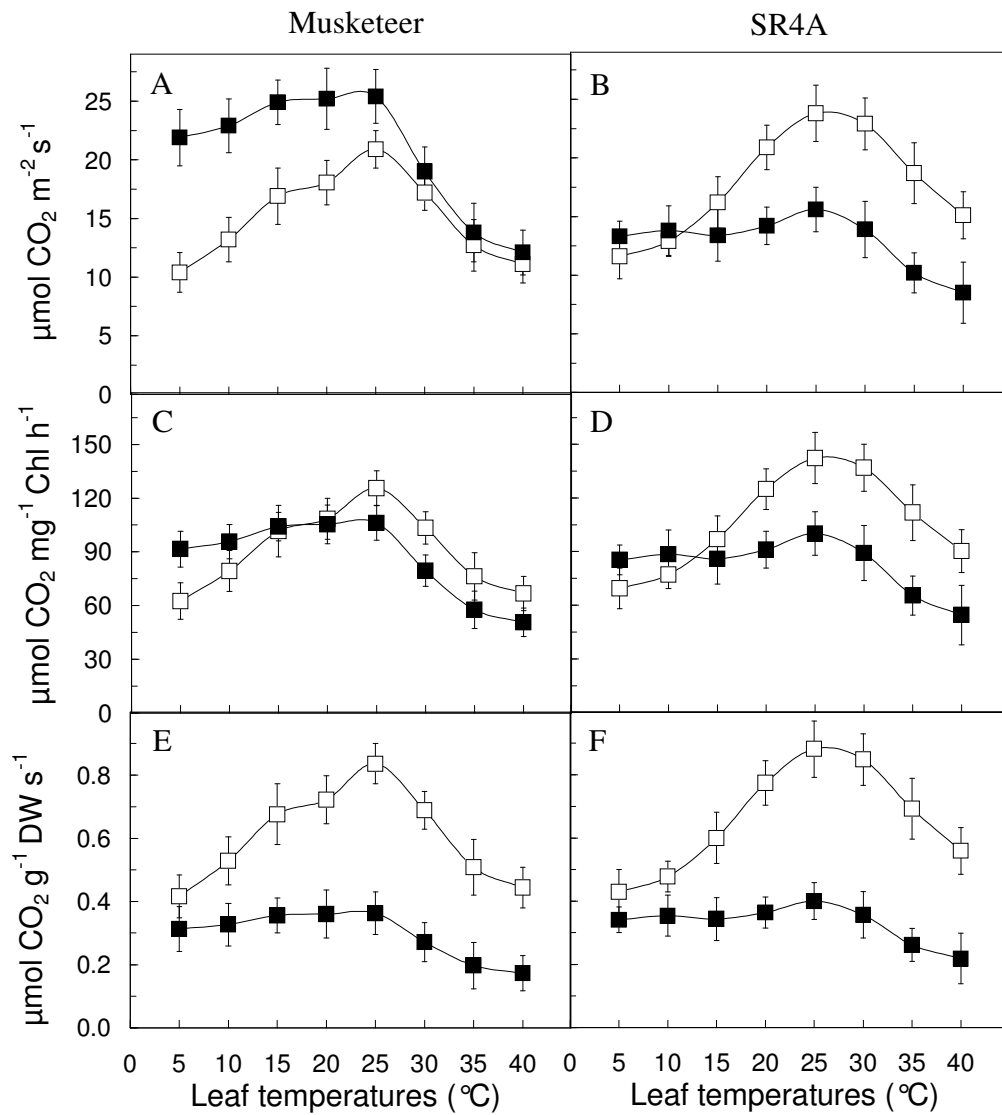 Musketeer SR4A
A B
25
20
15
10
5
0
µmol CO₂ m⁻² s⁻¹
C D
150
120
90
60
30
0
µmol CO₂ mg⁻¹ Chl h⁻¹
E F
0.8
0.6
0.4
0.2
0.0
µmol CO₂ g⁻¹ DW s⁻¹
0 5 10 15 20 25 30 35 40 0 5 10 15 20 25 30 35 40
Leaf temperatures (°C) Leaf temperatures (°C)